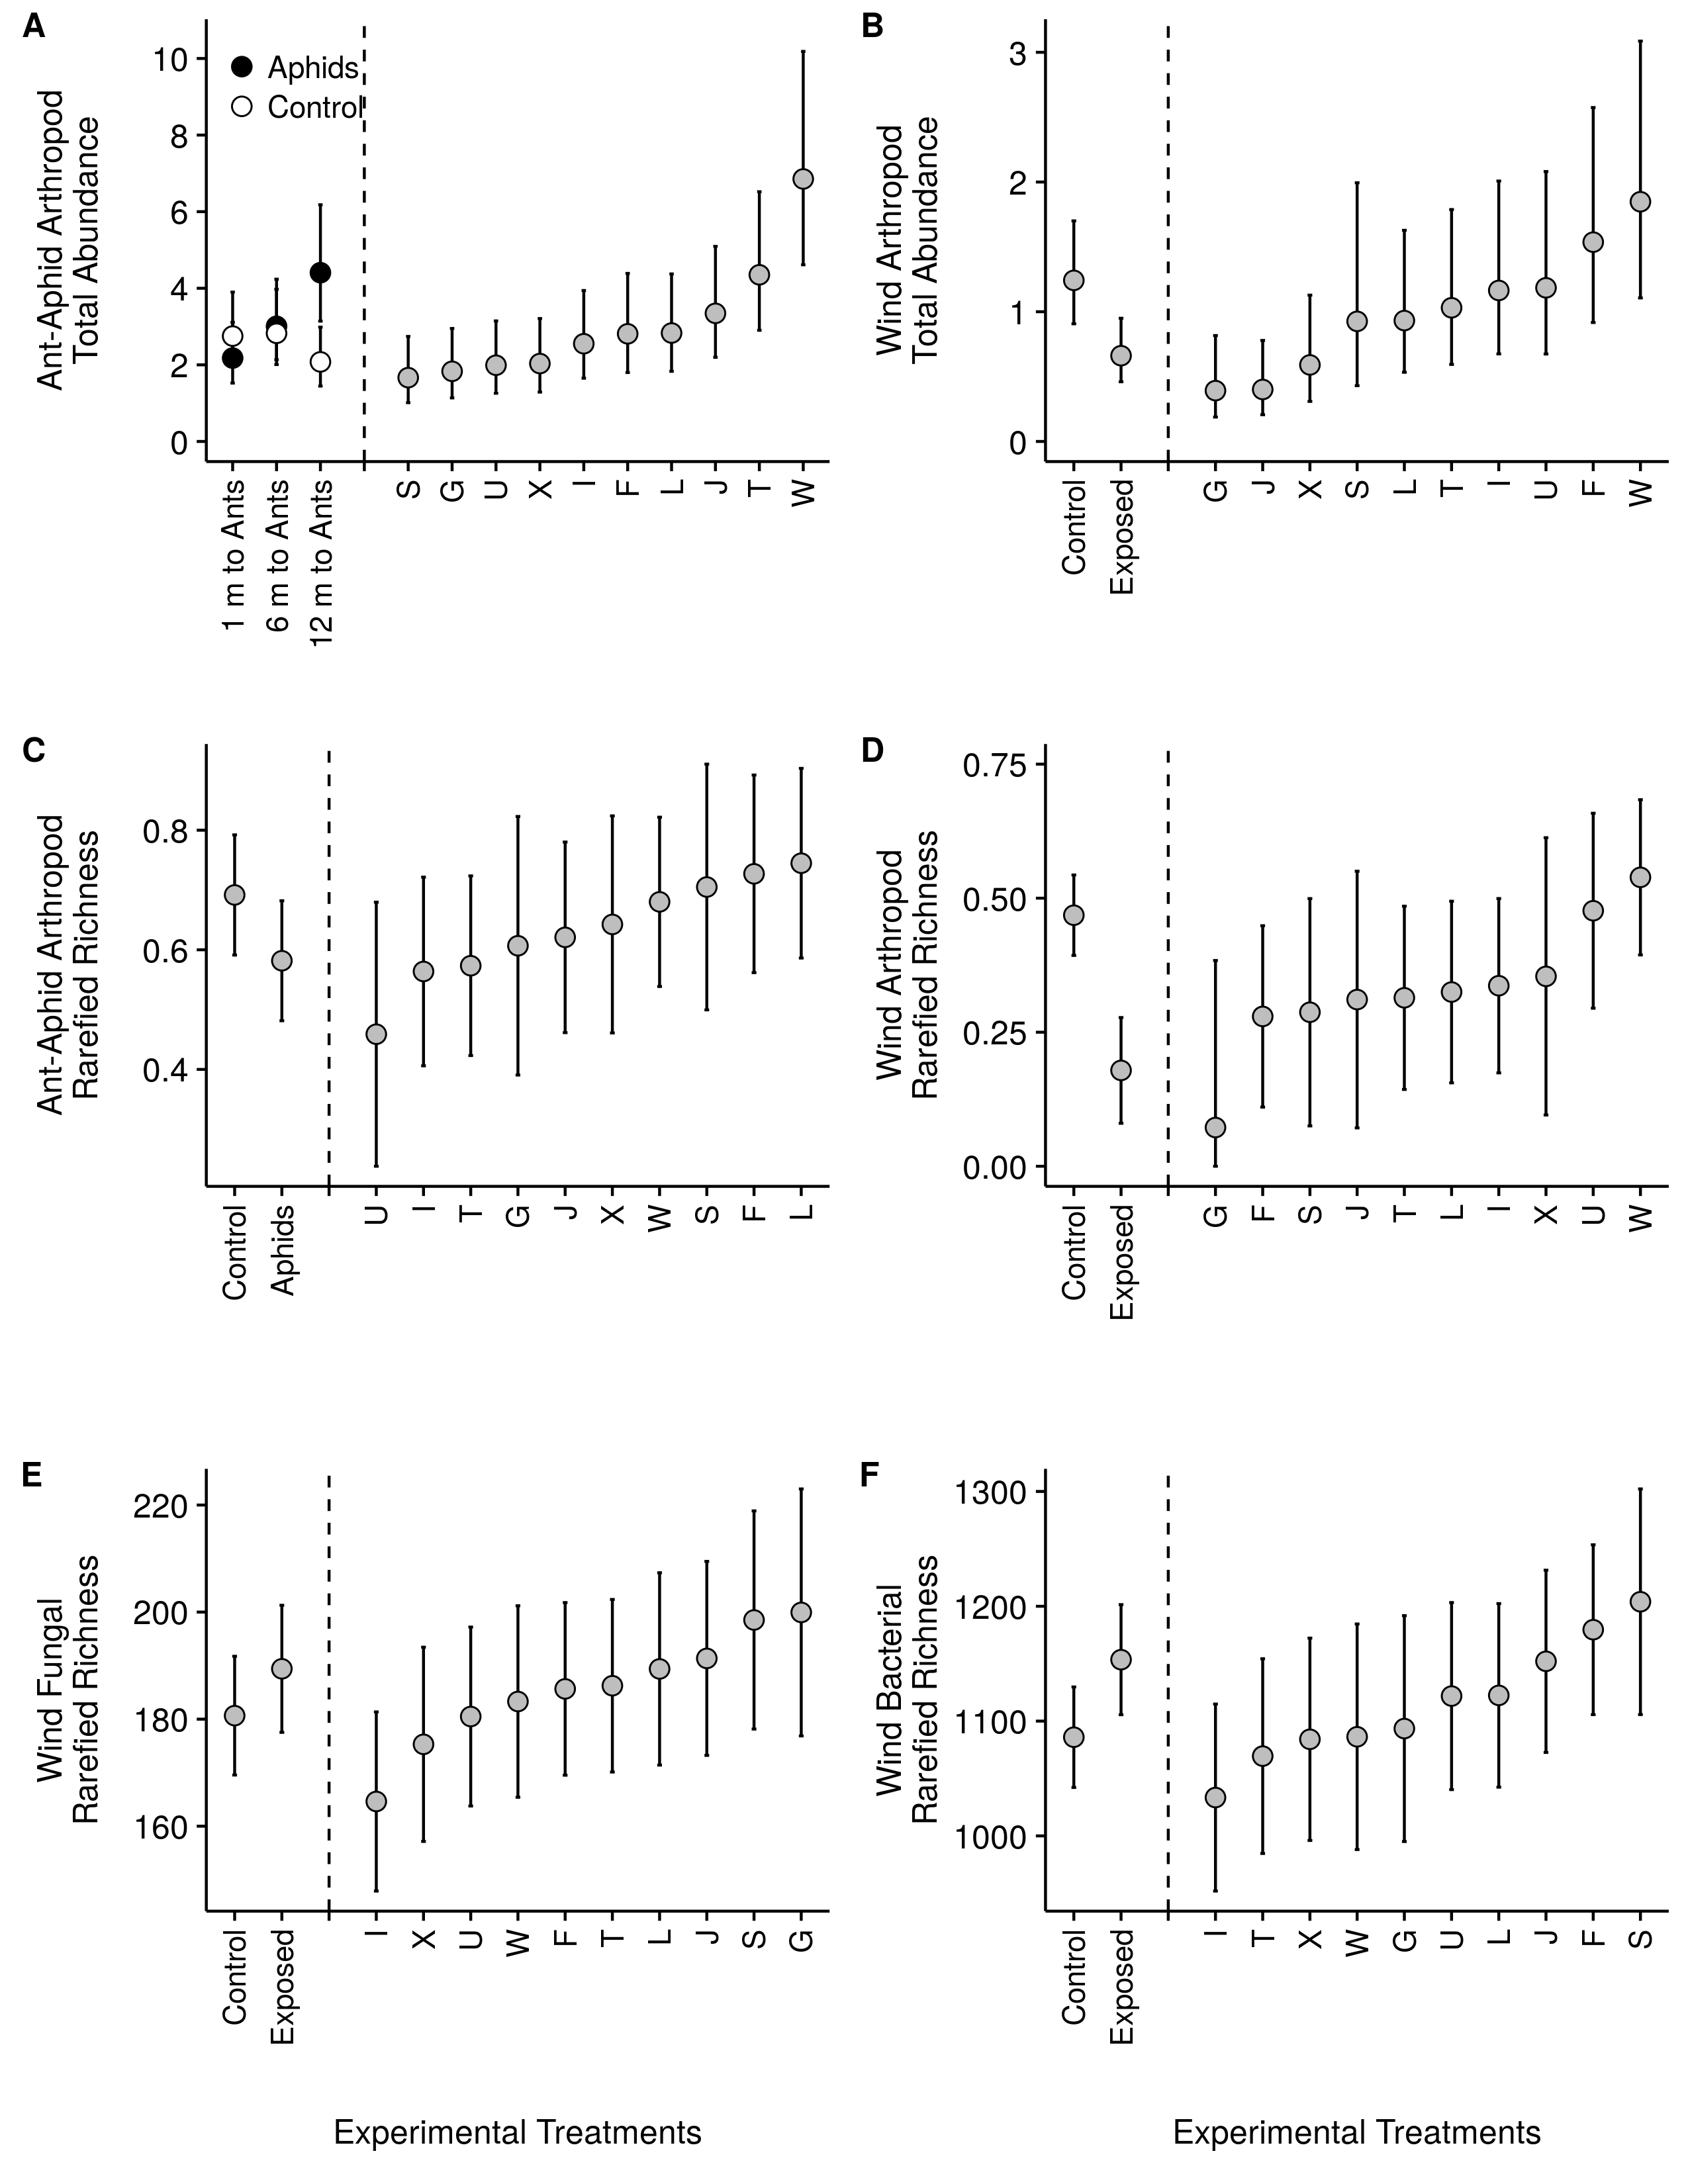 A
Ant-Aphid Arthropod
Total Abundance
10
8
6
4
2
0
Aphids
Control
1 m to Ants
6 m to Ants
12 m to Ants
S
G
U
X
I
F
L
J
T
W
B
Wind Arthropod
Total Abundance
3
2
1
0
Control
Exposed
G
J
X
S
L
T
I
U
F
W
C
Ant-Aphid Arthropod
Rarefied Richness
0.8
0.6
0.4
Control
Aphids
U
I
T
G
J
X
W
S
F
L
D
Wind Arthropod
Rarefied Richness
0.75
0.50
0.25
0.00
Control
Exposed
G
F
S
J
T
L
I
X
U
W
E
Wind Fungal
Rarefied Richness
220
200
180
160
Control
Exposed
I
X
U
W
F
T
L
J
S
G
F
Wind Bacterial
Rarefied Richness
1300
1200
1100
1000
Control
Exposed
I
T
X
W
G
U
L
J
F
S
Experimental Treatments
Experimental Treatments